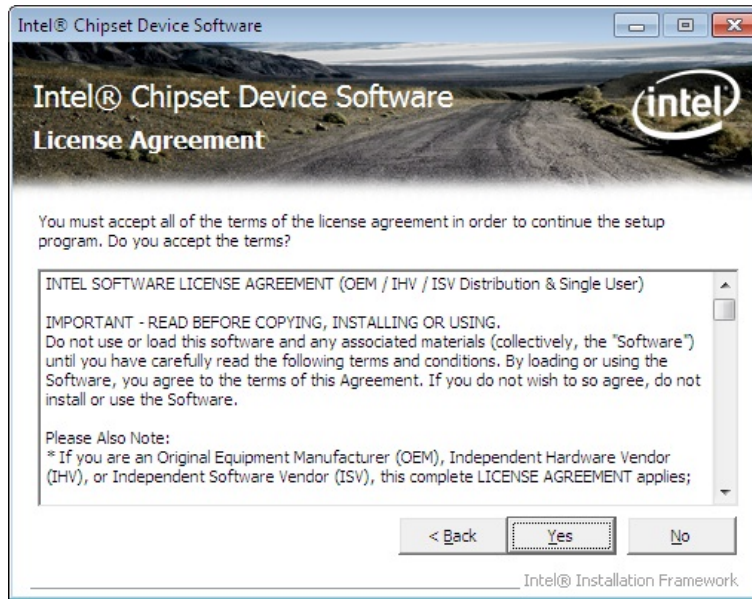 Intel® Chipset Device Software
Intel® Chipset Device Software
intel
License Agreement
You must accept all of the terms of the license agreement in order to continue the setup
program. Do you accept the terms?
INTEL SOFTWARE LICENSE AGREEMENT (OEM / IHV / ISV Distribution & Single User)
IMPORTANT - READ BEFORE COPYING, INSTALLING OR USING.
Do not use or load this software and any associated materials (collectively, the "Software")
until you have carefully read the following terms and conditions. By loading or using the
Software, you agree to the terms of this Agreement. If you do not wish to so agree, do not
install or use the Software.
Please Also Note:
* If you are an Original Equipment Manufacturer (OEM), Independent Hardware Vendor
(IHV), or Independent Software Vendor (ISV), this complete LICENSE AGREEMENT applies;
< Back Yes No
Intel® Installation Framework